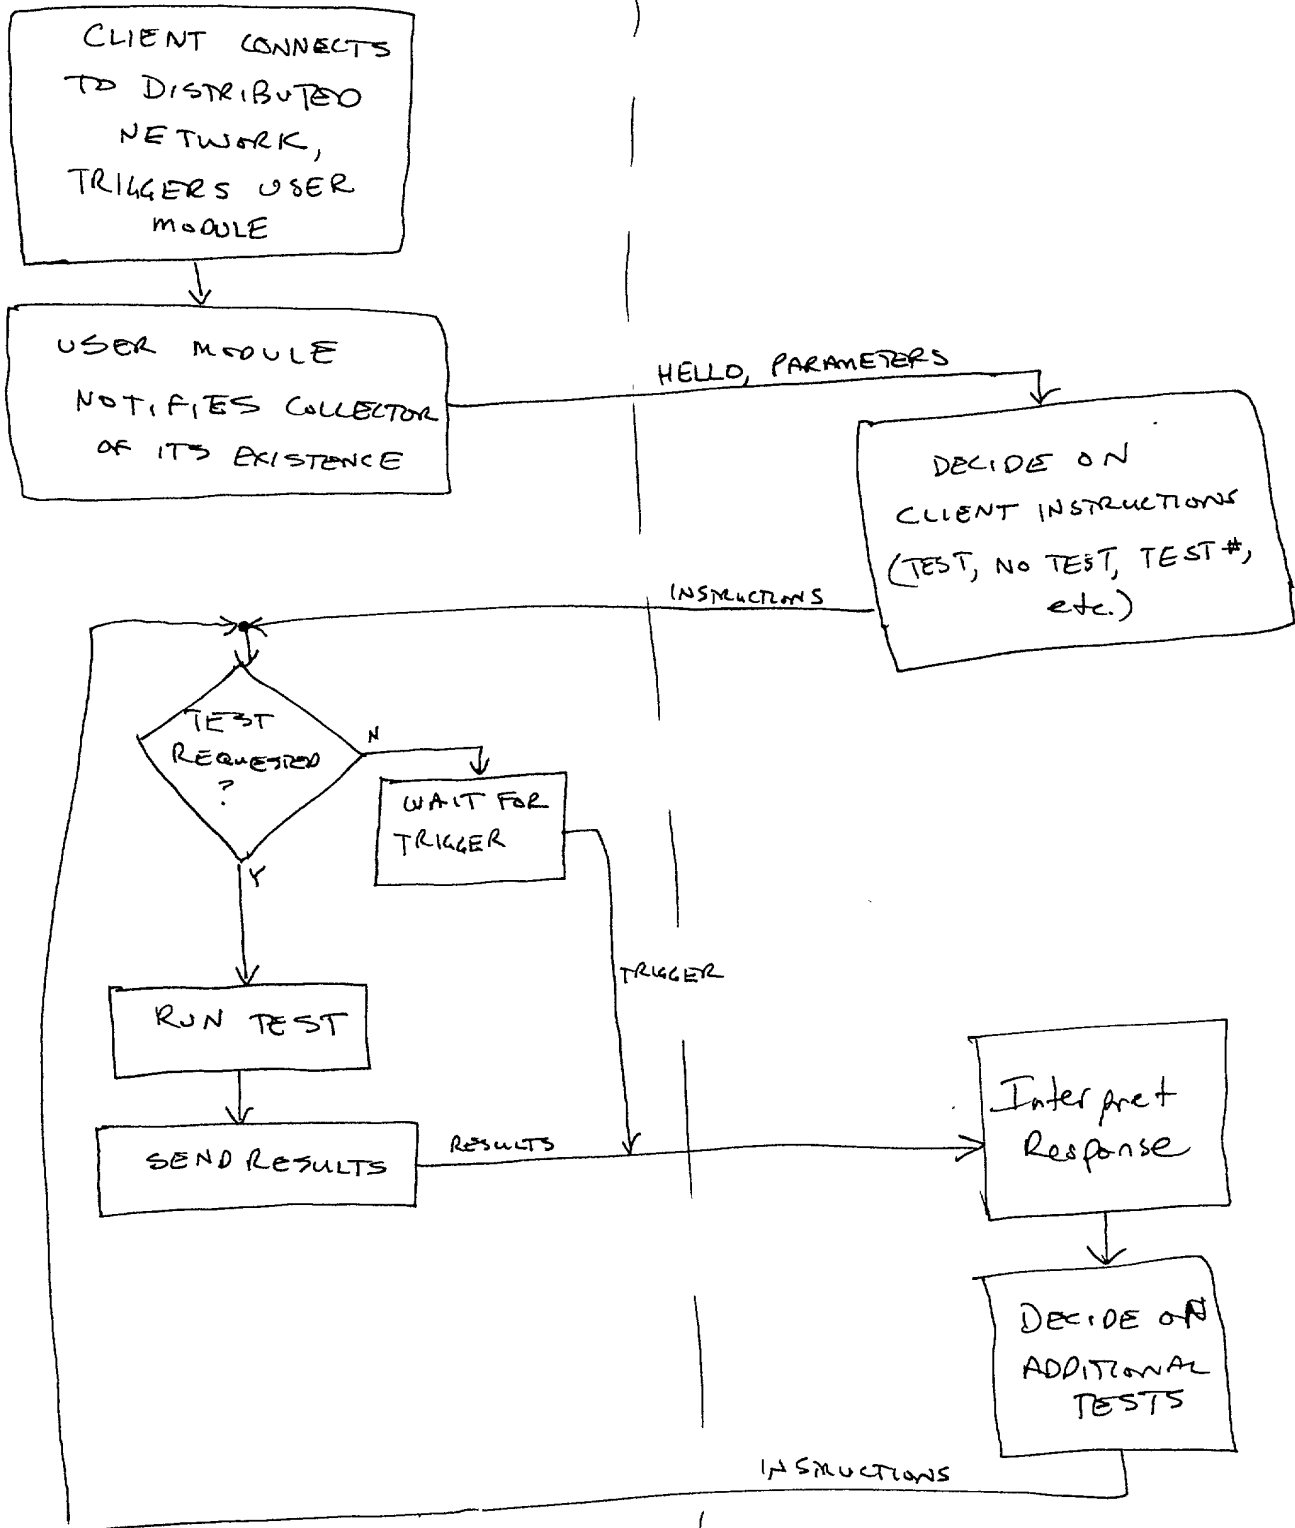 CLIENT CONNECTS
TO DISTRIBUTED
NETWORK,
TRIGGERS USER
MODULE
USER MODULE
NOTIFIES COLLECTOR
OF ITS EXISTENCE
HELLO, PARAMETERS
DECIDE ON
CLIENT INSTRUCTIONS
(TEST, NO TEST, TEST #,
etc.)
INSTRUCTIONS
TEST
REQUESTED
?
N
WAIT FOR
TRIGGER
Y
TRIGGER
RUN TEST
SEND RESULTS
RESULTS
Interpret
Response
DECIDE ON
ADDITIONAL
TESTS
INSTRUCTIONS